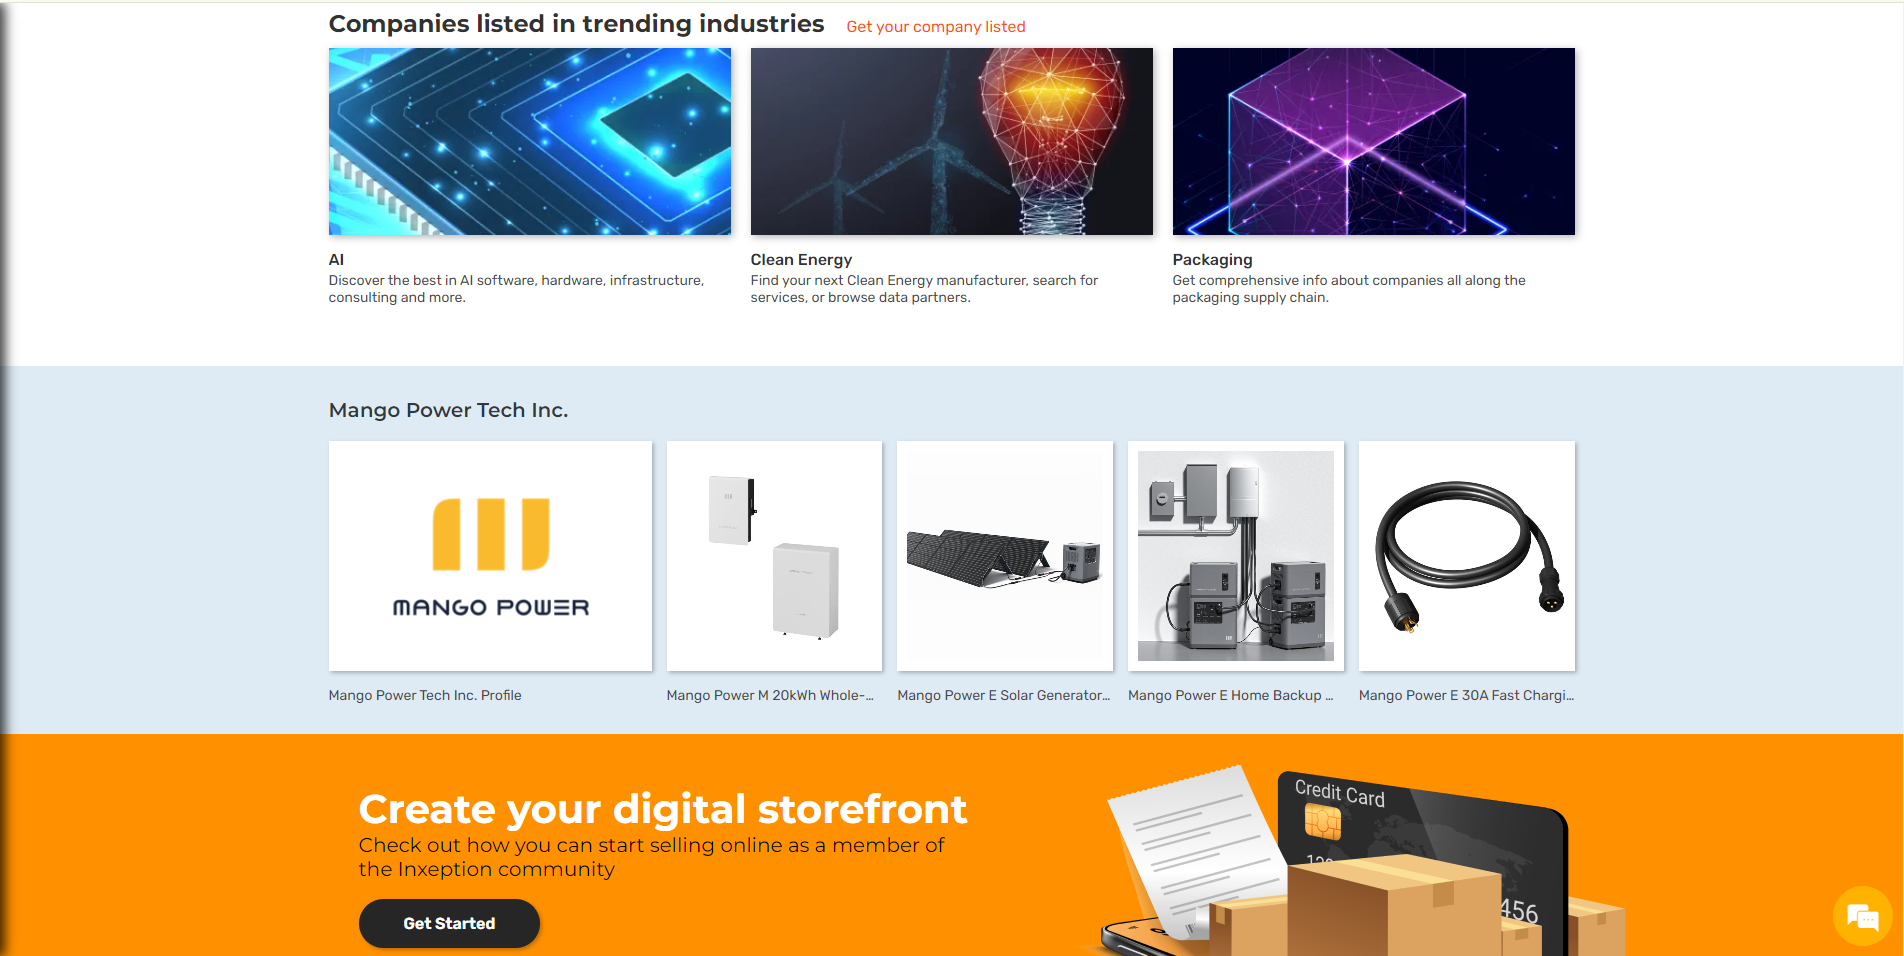 Companies listed in trending industries
Get your company listed
AI
Discover the best in AI software, hardware, infrastructure,
consulting and more.
Clean Energy
Find your next Clean Energy manufacturer, search for
services, or browse data partners.
Packaging
Get comprehensive info about companies all along the
packaging supply chain.
Mango Power Tech Inc.
MANGO POWER
Mango Power Tech Inc. Profile
Mango Power M 20kWh Whole-...
Mango Power E Solar Generator...
Mango Power E Home Backup ...
Mango Power E 30A Fast Chargi...
Create your digital storefront
Check out how you can start selling online as a member of
the Inxeption community
Get Started
Credit Card
456